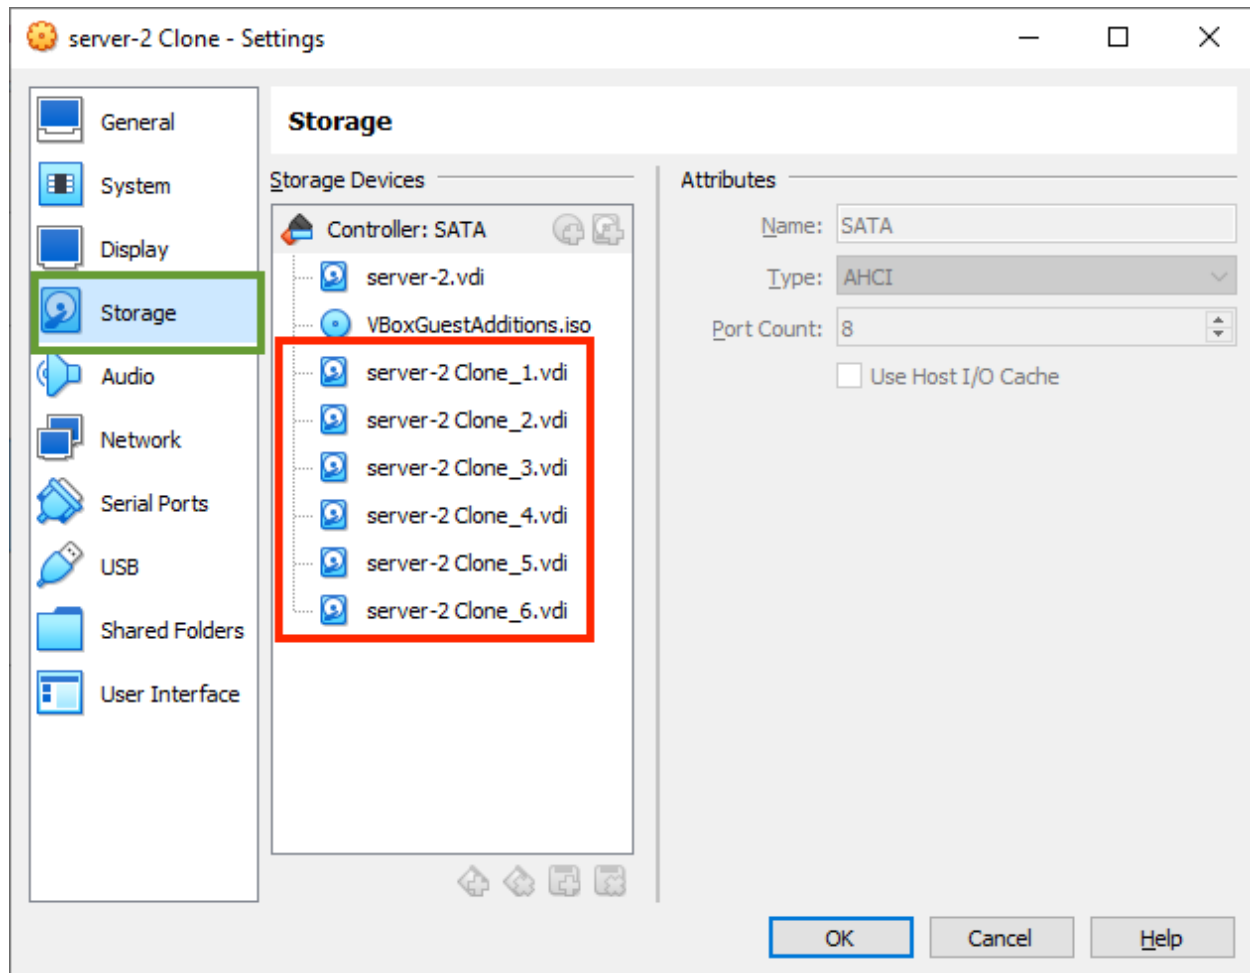 server-2 Clone - Settings
General
System
Display
Storage
Audio
Network
Serial Ports
USB
Shared Folders
User Interface
Storage
Storage Devices
Controller: SATA
server-2.vdi
VBoxGuestAdditions.iso
server-2 Clone_1.vdi
server-2 Clone_2.vdi
server-2 Clone_3.vdi
server-2 Clone_4.vdi
server-2 Clone_5.vdi
server-2 Clone_6.vdi
Attributes
Name: SATA
Type: AHCI
Port Count: 8
Use Host I/O Cache
OK Cancel Help